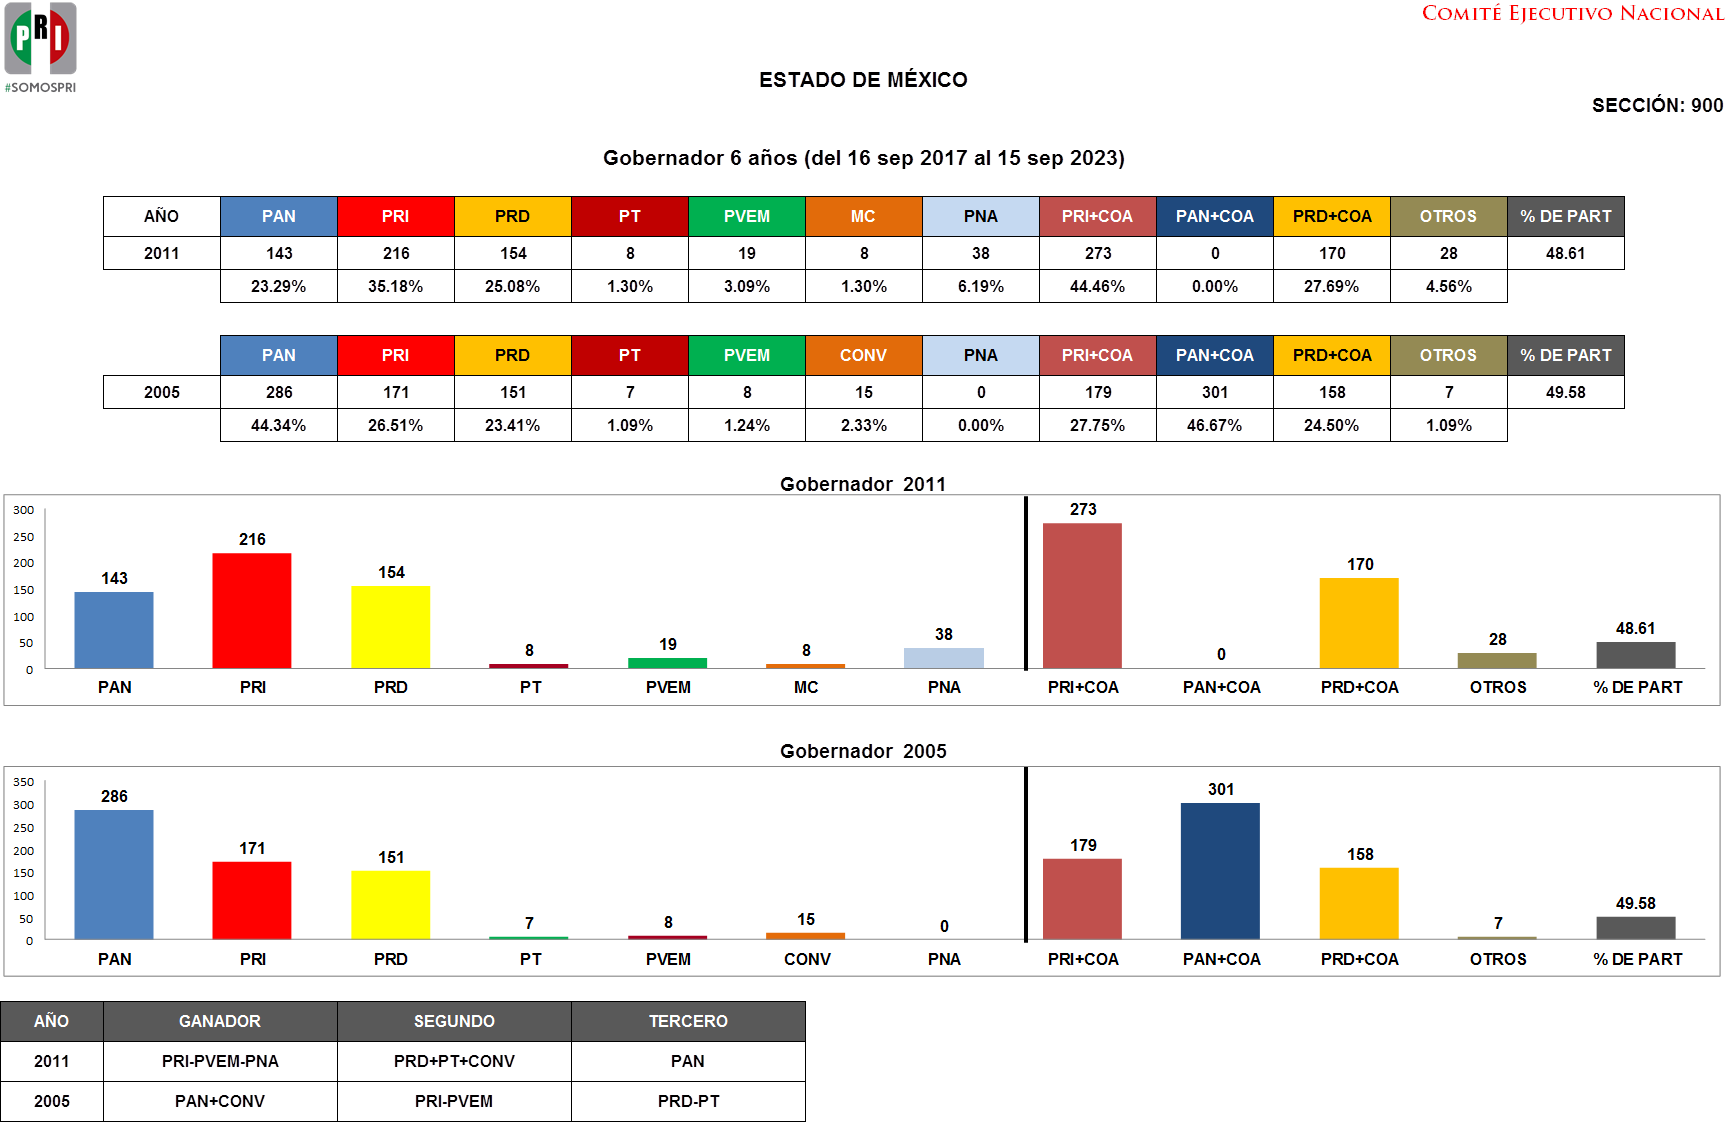 PRI
#SOMOSPRI
COMITÉ EJECUTIVO NACIONAL
ESTADO DE MÉXICO
SECCIÓN: 900
Gobernador 6 años (del 16 sep 2017 al 15 sep 2023)
AÑO PAN PRI PRD PT PVEM MC PNA PRI+COA PAN+COA PRD+COA OTROS % DE PART
2011 143 216 154 8 19 8 38 273 0 170 28 48.61
23.29% 35.18% 25.08% 1.30% 3.09% 1.30% 6.19% 44.46% 0.00% 27.69% 4.56%
PAN PRI PRD PT PVEM CONV PNA PRI+COA PAN+COA PRD+COA OTROS % DE PART
2005 286 171 151 7 8 15 0 179 301 158 7 49.58
44.34% 26.51% 23.41% 1.09% 1.24% 2.33% 0.00% 27.75% 46.67% 24.50% 1.09%
Gobernador 2011
300
250
200
150
100
50
0
143 216 154 8 19 8 38 273 0 170 28 48.61
PAN PRI PRD PT PVEM MC PNA PRI+COA PAN+COA PRD+COA OTROS % DE PART
Gobernador 2005
350
300
250
200
150
100
50
0
286 171 151 7 8 15 0 179 301 158 7 49.58
PAN PRI PRD PT PVEM CONV PNA PRI+COA PAN+COA PRD+COA OTROS % DE PART
AÑO GANADOR SEGUNDO TERCERO
2011 PRI-PVEM-PNA PRD+PT+CONV PAN
2005 PAN+CONV PRI-PVEM PRD-PT